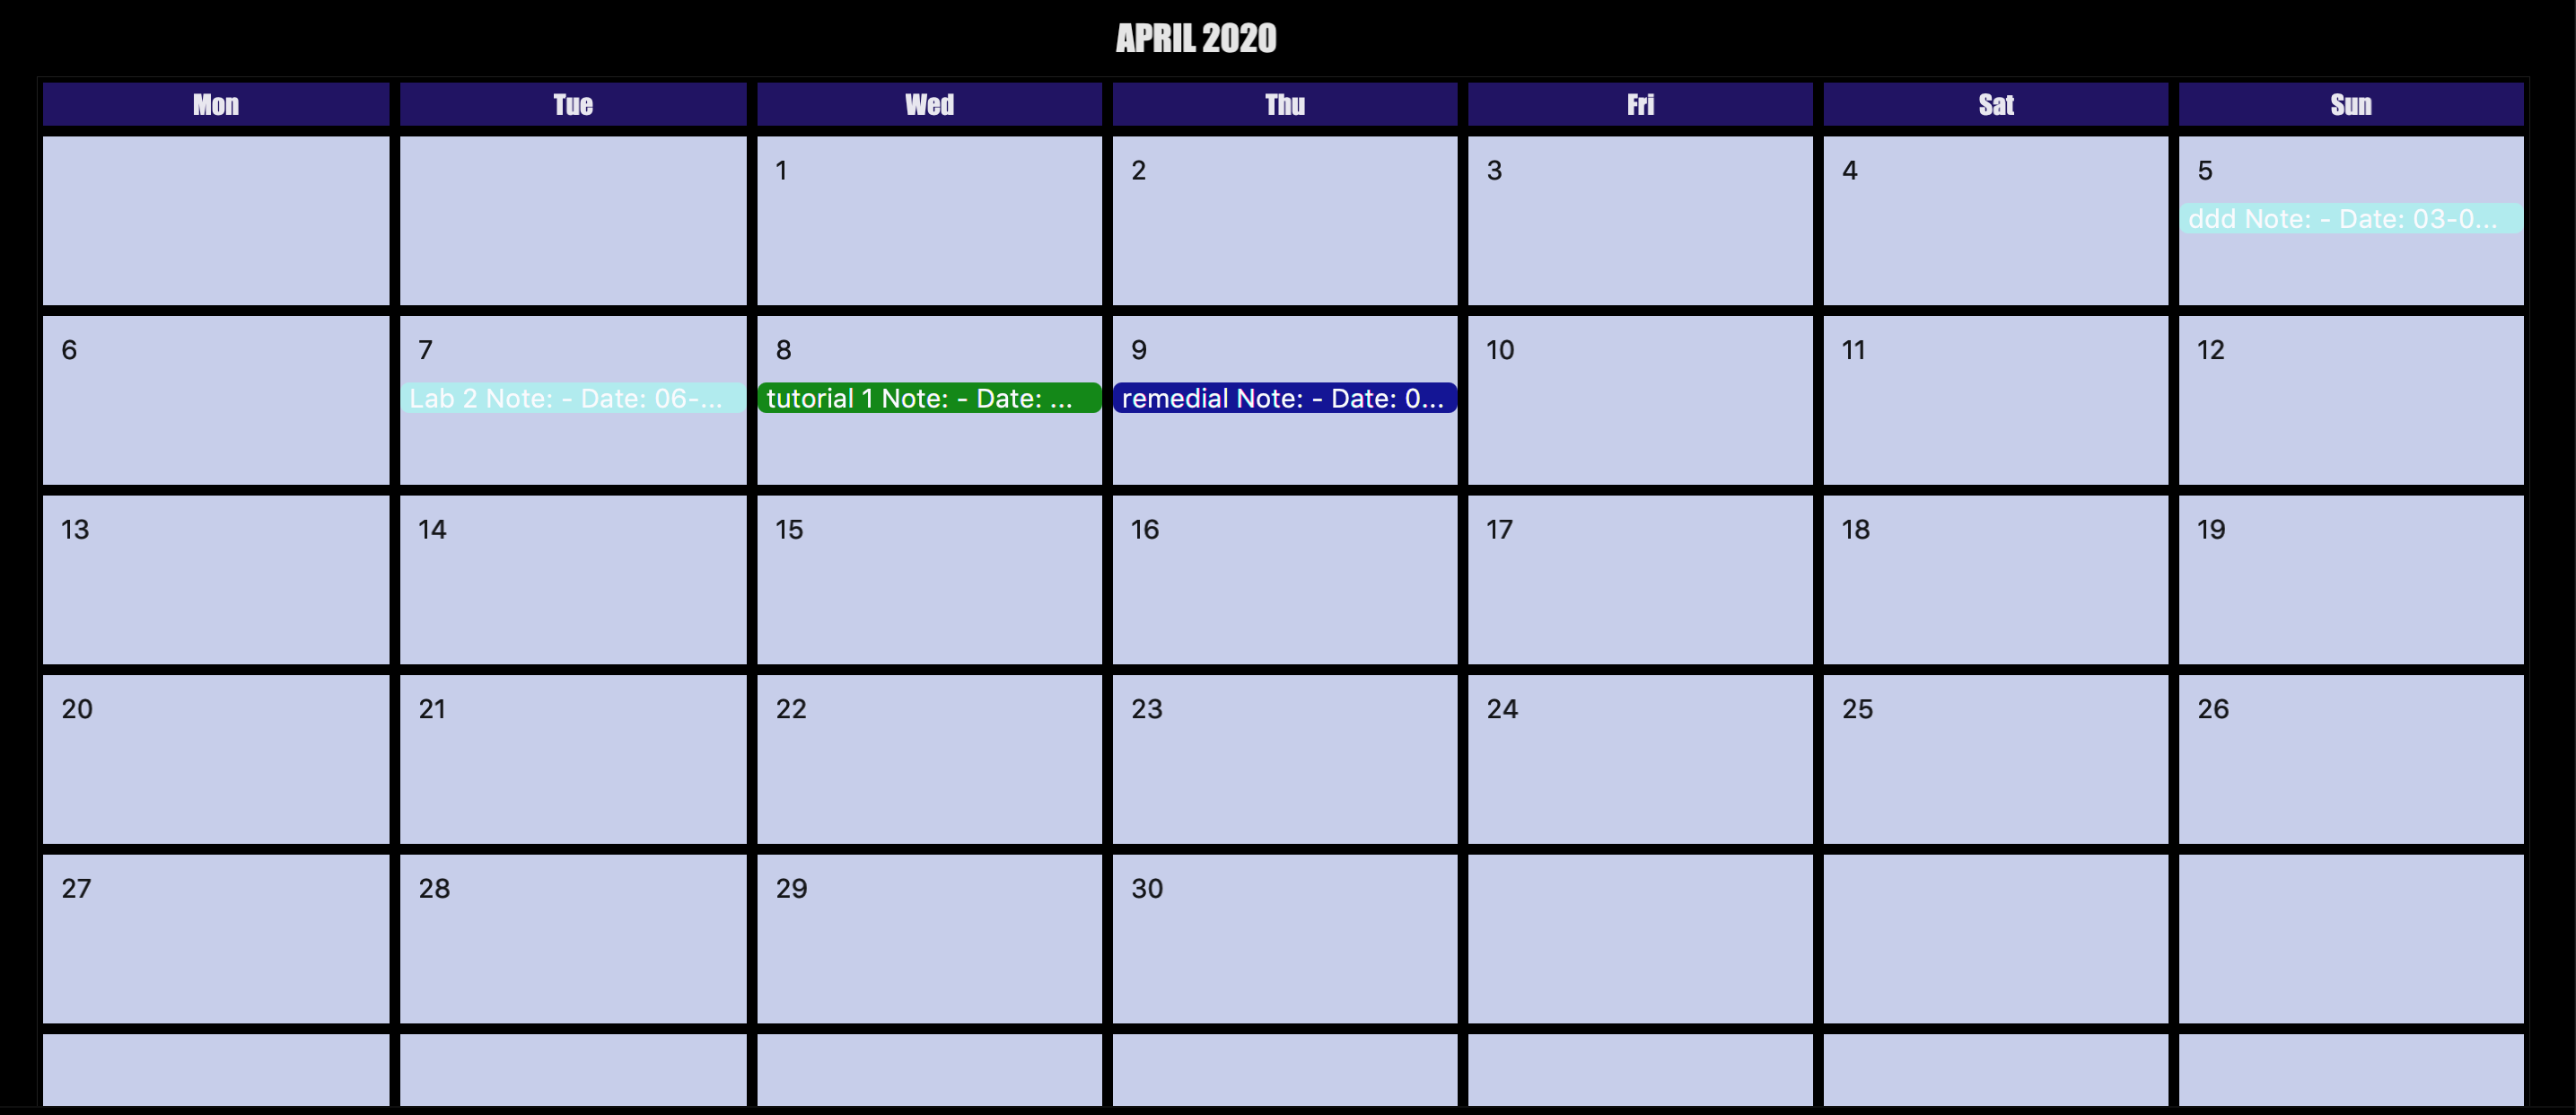 APRIL 2020
Mon Tue Wed Thu Fri Sat Sun
1 2 3 4 5
ddd Note: - Date: 03-0...
6 7 8 9 10 11 12
Lab 2 Note: - Date: 06-... tutorial 1 Note: - Date: ... remedial Note: - Date: 0...
13 14 15 16 17 18 19
20 21 22 23 24 25 26
27 28 29 30